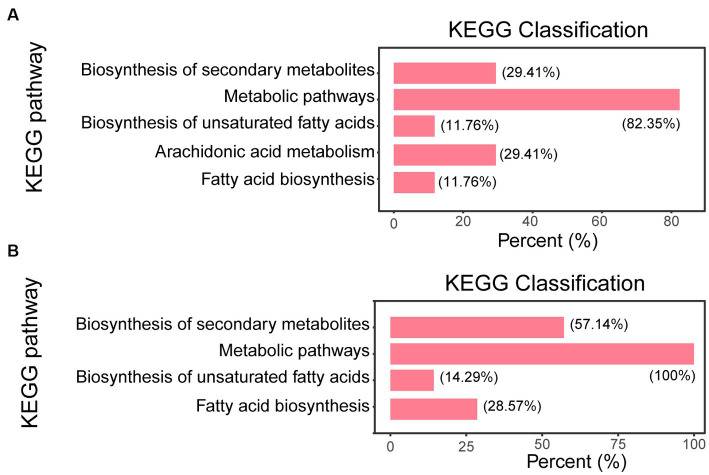 A
KEGG Classification
KEGG pathway
Biosynthesis of secondary metabolites (29.41%)
Metabolic pathways
Biosynthesis of unsaturated fatty acids (11.76%) (82.35%)
Arachidonic acid metabolism (29.41%)
Fatty acid biosynthesis (11.76%)
0 20 40 60 80
Percent (%)
B
KEGG Classification
KEGG pathway
Biosynthesis of secondary metabolites (57.14%)
Metabolic pathways
Biosynthesis of unsaturated fatty acids (14.29%) (100%)
Fatty acid biosynthesis (28.57%)
0 25 50 75 100
Percent (%)